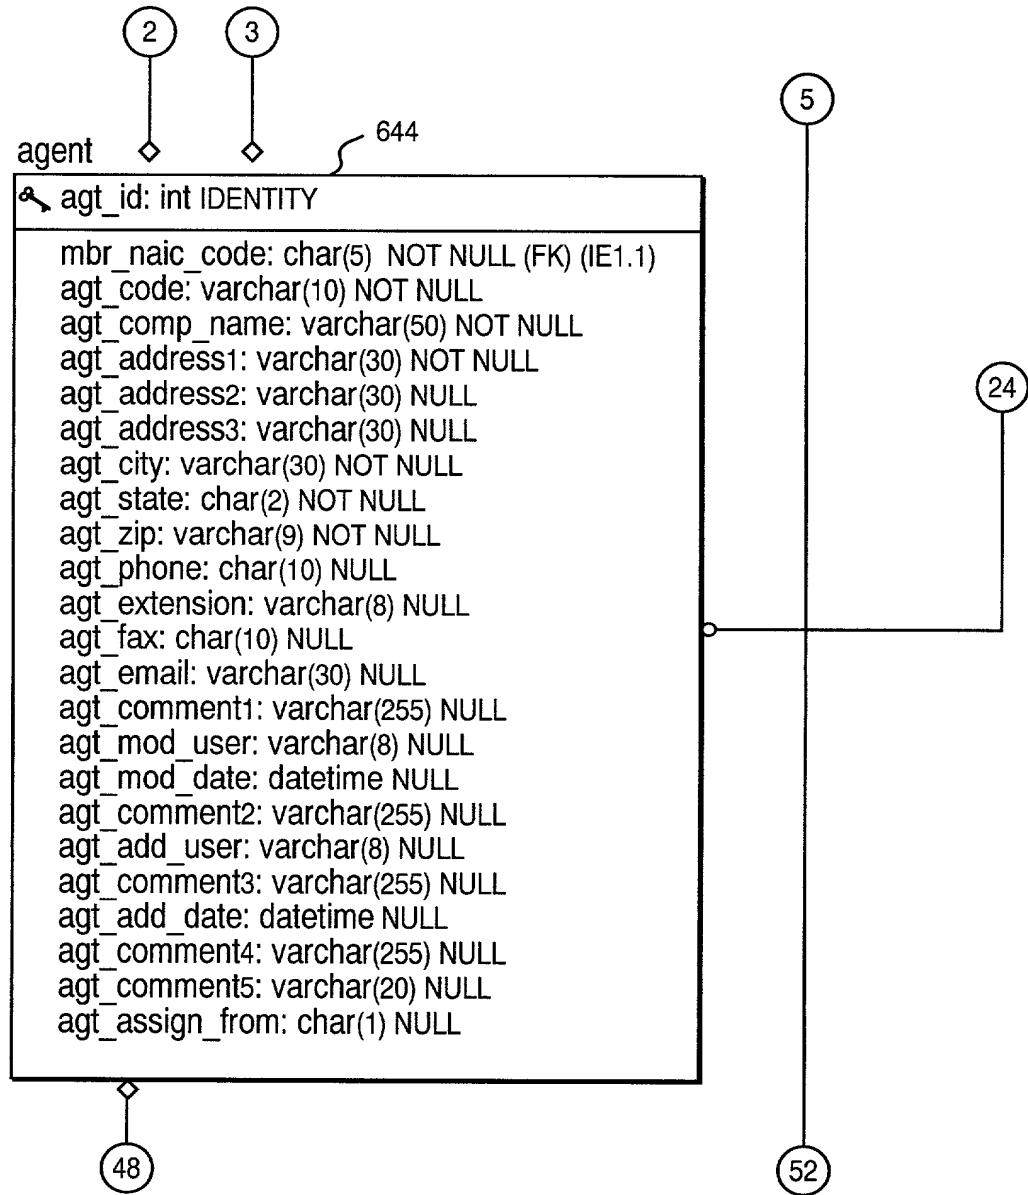 2
3
5
644
agent
agt_id: int IDENTITY
mbr_naic_code: char(5) NOT NULL (FK) (IE1.1)
agt_code: varchar(10) NOT NULL
agt_comp_name: varchar(50) NOT NULL
agt_address1: varchar(30) NOT NULL
agt_address2: varchar(30) NULL
agt_address3: varchar(30) NULL
agt_city: varchar(30) NOT NULL
agt_state: char(2) NOT NULL
agt_zip: varchar(9) NOT NULL
agt_phone: char(10) NULL
agt_extension: varchar(8) NULL
agt_fax: char(10) NULL
agt_email: varchar(30) NULL
agt_comment1: varchar(255) NULL
agt_mod_user: varchar(8) NULL
agt_mod_date: datetime NULL
agt_comment2: varchar(255) NULL
agt_add_user: varchar(8) NULL
agt_comment3: varchar(255) NULL
agt_add_date: datetime NULL
agt_comment4: varchar(255) NULL
agt_comment5: varchar(20) NULL
agt_assign_from: char(1) NULL
24
48
52